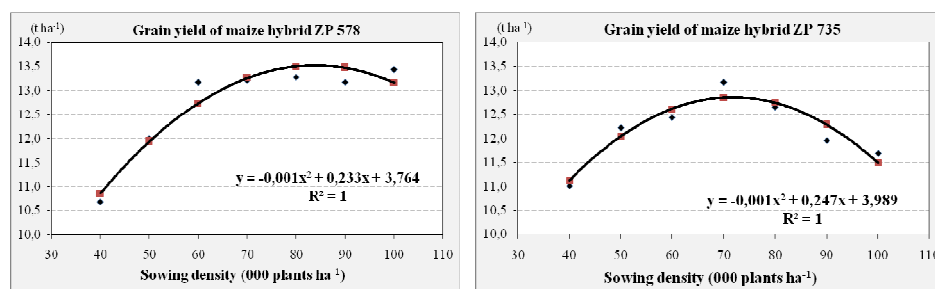 (t ha⁻¹) Grain yield of maize hybrid ZP 578
14,0
13,5
13,0
12,5
12,0
11,5
11,0
10,5
10,0
y = -0,001x² + 0,233x + 3,764
R² = 1
30 40 50 60 70 80 90 100 110
Sowing density (000 plants ha⁻¹)
(t ha⁻¹) Grain yield of maize hybrid ZP 735
14,0
13,5
13,0
12,5
12,0
11,5
11,0
10,5
10,0
y = -0,001x² + 0,247x + 3,989
R² = 1
30 40 50 60 70 80 90 100 110
Sowing density (000 plants ha⁻¹)